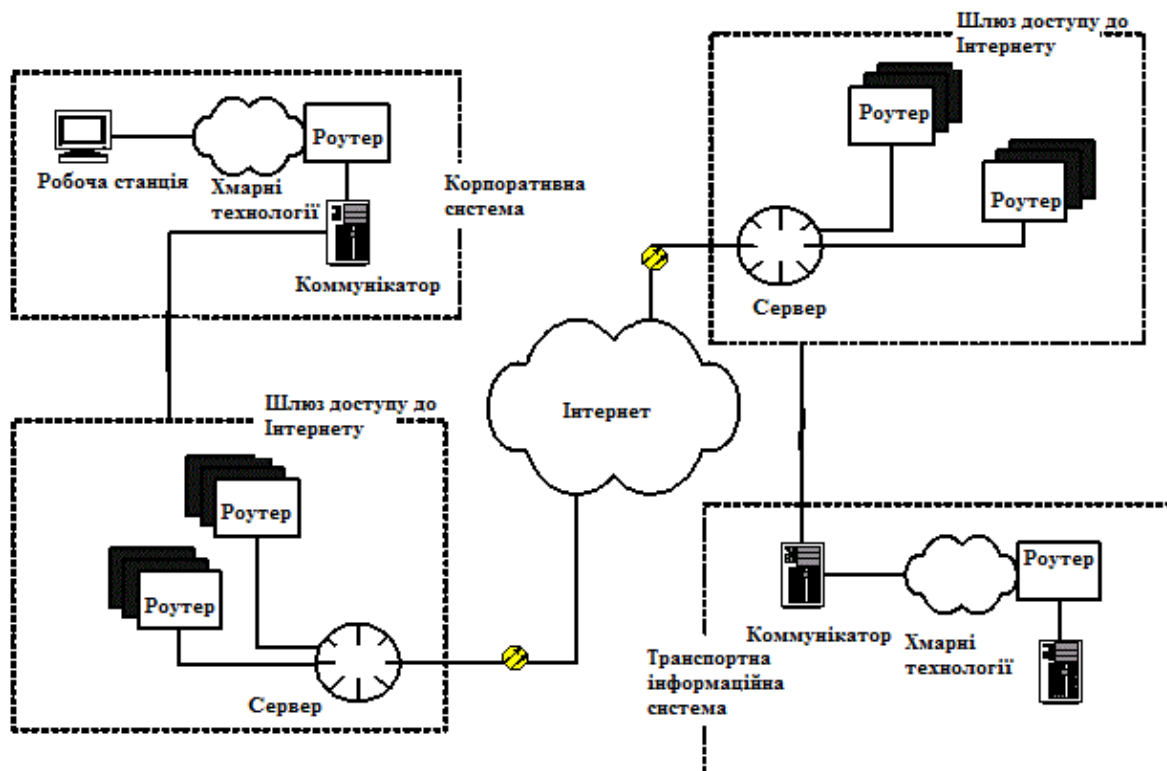 Шлюз доступу до
Інтернету
Роутер
Роутер
Сервер
Роутер
Робоча станція
Хмарні
технології
Корпоративна
система
Коммунікатор
Інтернет
Шлюз доступу до
Інтернету
Роутер
Роутер
Сервер
Роутер
Коммунікатор
Хмарні
технології
Транспортна
інформаційна
система